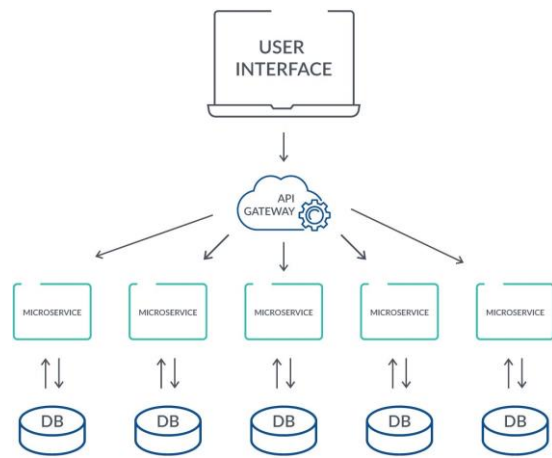 USER
INTERFACE
API
GATEWAY
MICROSERVICE
MICROSERVICE
MICROSERVICE
MICROSERVICE
MICROSERVICE
DB
DB
DB
DB
DB